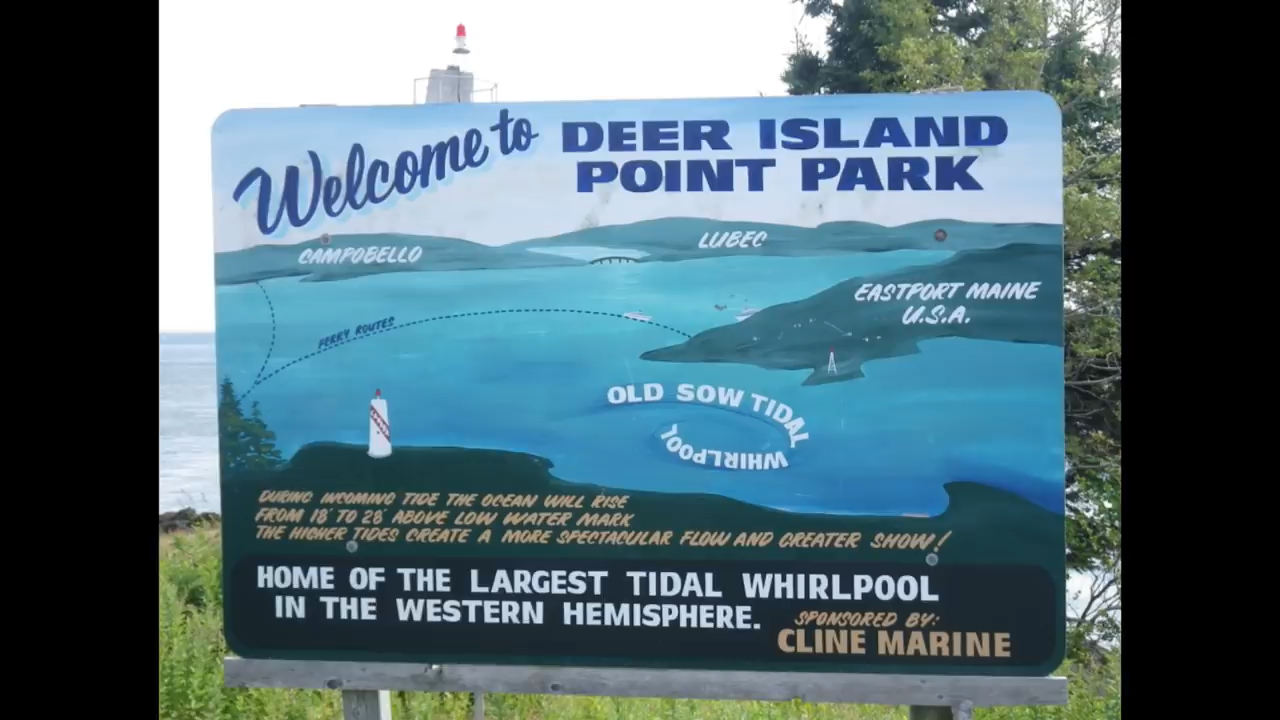 Welcome to DEER ISLAND
POINT PARK
CAMPOBELLO
LUBEC
EASTPORT MAINE
U.S.A.
FERRY ROUTES
OLD SOW TIDAL
WHIRLPOOL
DURING INCOMING TIDE THE OCEAN WILL RISE
FROM 18' TO 28' ABOVE LOW WATER MARK
THE HIGHER TIDES CREATE A MORE SPECTACULAR FLOW AND GREATER SHOW!
HOME OF THE LARGEST TIDAL WHIRLPOOL
IN THE WESTERN HEMISPHERE.
SPONSORED BY:
CLINE MARINE